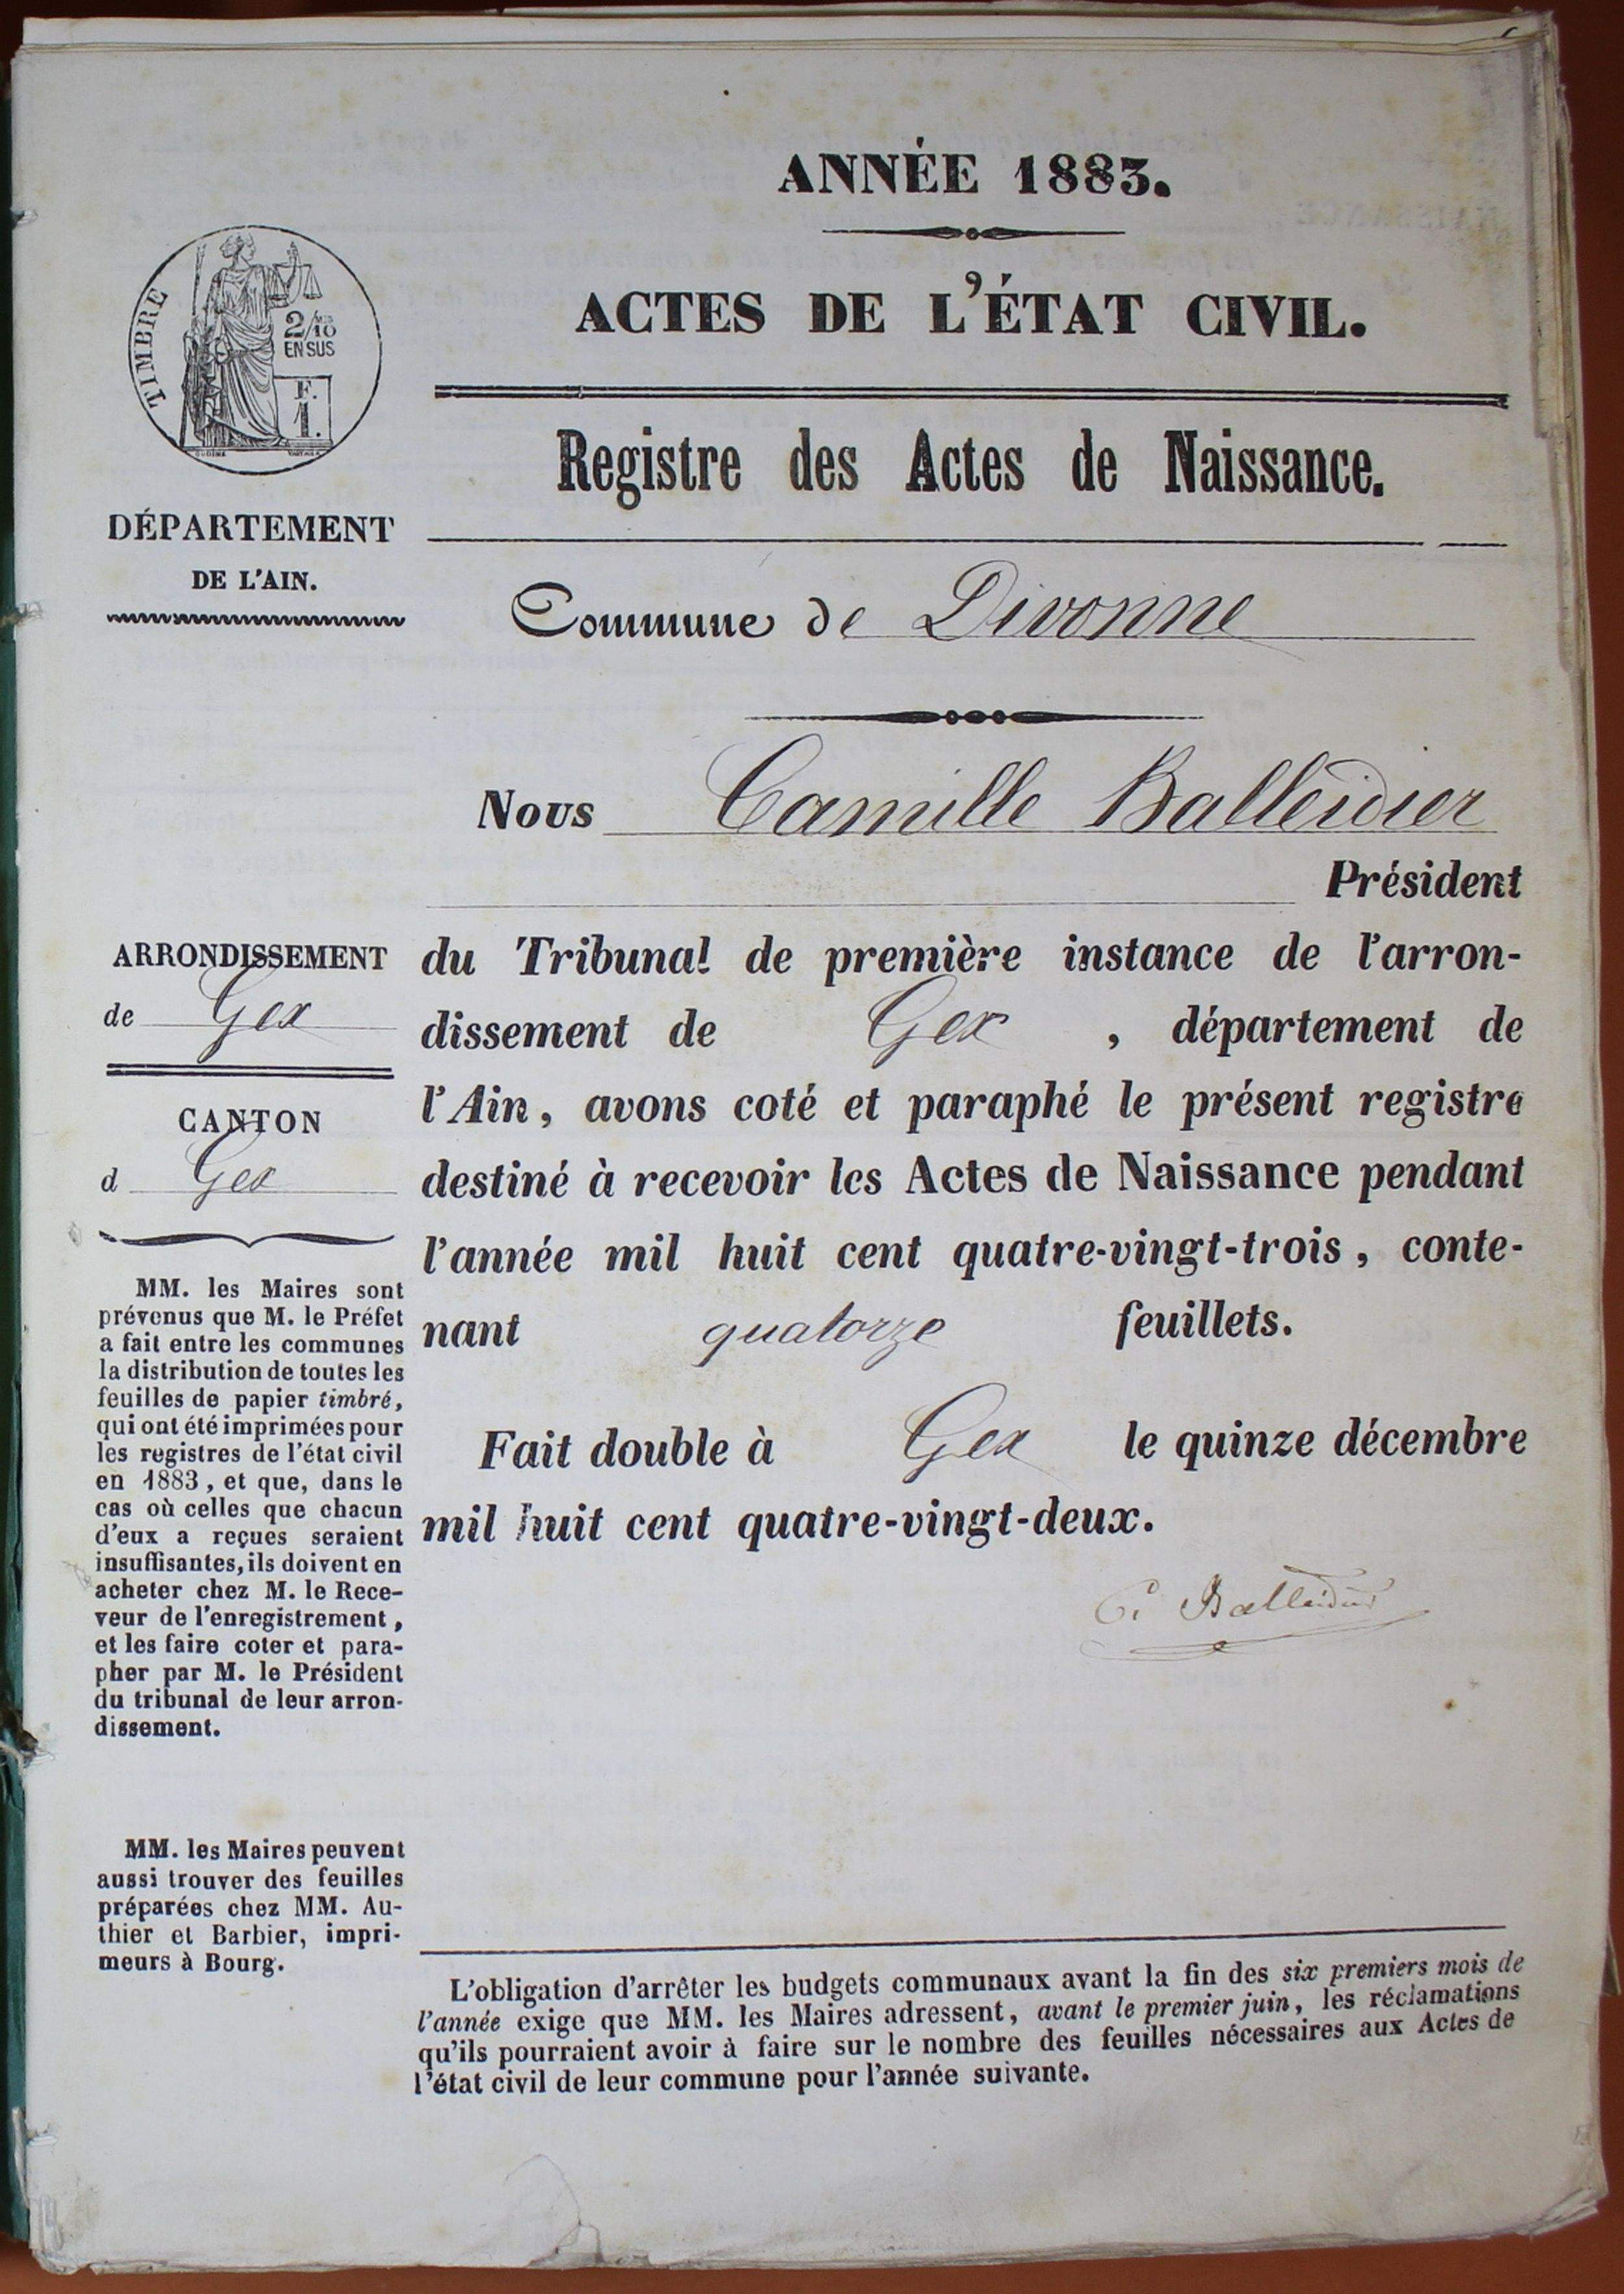 ANNÉE 1883.
ACTES DE L'ÉTAT CIVIL.
Registre des Actes de Naissance.
TIMBRE
2/10
EN SUS
F.
1.
DÉPARTEMENT
DE L'AIN.
Commune de Divonne
Nous Camille Balleidier
Président
du Tribunal de première instance de l'arron-
dissement de Gex , département de
l'Ain, avons coté et paraphé le présent registre
destiné à recevoir les Actes de Naissance pendant
l'année mil huit cent quatre-vingt-trois, conte-
nant quatorze feuillets.
Fait double à Gex le quinze décembre
mil huit cent quatre-vingt-deux.
C. Balleidier
ARRONDISSEMENT
de Gex
CANTON
d Gex
MM. les Maires sont
prévenus que M. le Préfet
a fait entre les communes
la distribution de toutes les
feuilles de papier timbré,
qui ont été imprimées pour
les registres de l'état civil
en 1883, et que, dans le
cas où celles que chacun
d'eux a reçues seraient
insuffisantes, ils doivent en
acheter chez M. le Rece-
veur de l'enregistrement,
et les faire coter et para-
pher par M. le Président
du tribunal de leur arron-
dissement.
MM. les Maires peuvent
aussi trouver des feuilles
préparées chez MM. Au-
thier et Barbier, impri-
meurs à Bourg.
L'obligation d'arrêter les budgets communaux avant la fin des six premiers mois de
l'année exige que MM. les Maires adressent, avant le premier juin, les réclamations
qu'ils pourraient avoir à faire sur le nombre des feuilles nécessaires aux Actes de
l'état civil de leur commune pour l'année suivante.